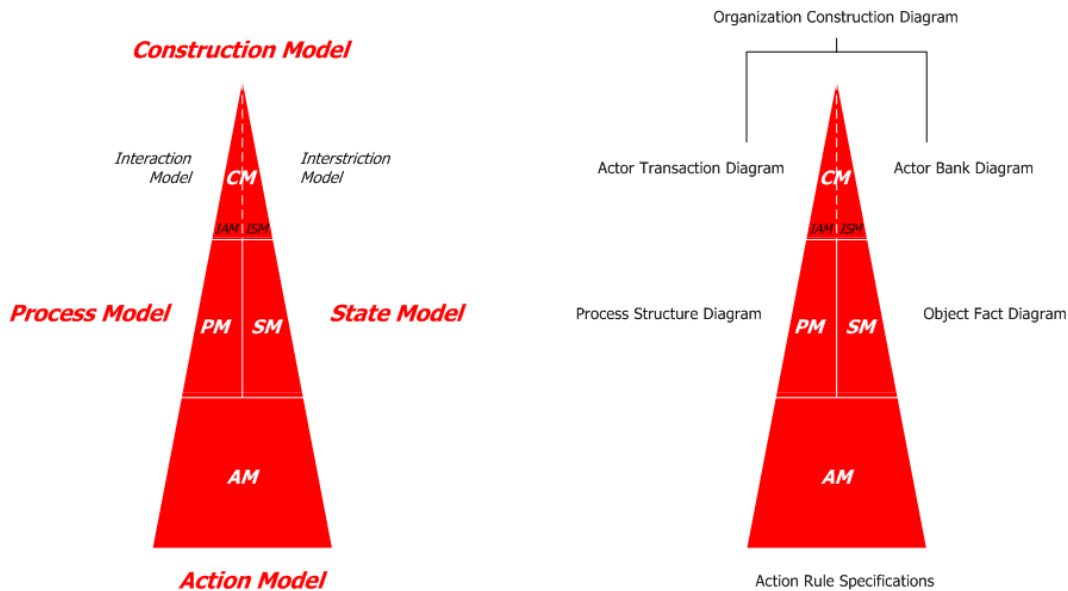 Construction Model
Interaction
Model
Interstriction
Model
CM
IAM ISM
Process Model
State Model
PM SM
AM
Action Model
Organization Construction Diagram
Actor Transaction Diagram
Actor Bank Diagram
CM
IAM ISM
Process Structure Diagram
Object Fact Diagram
PM SM
AM
Action Rule Specifications